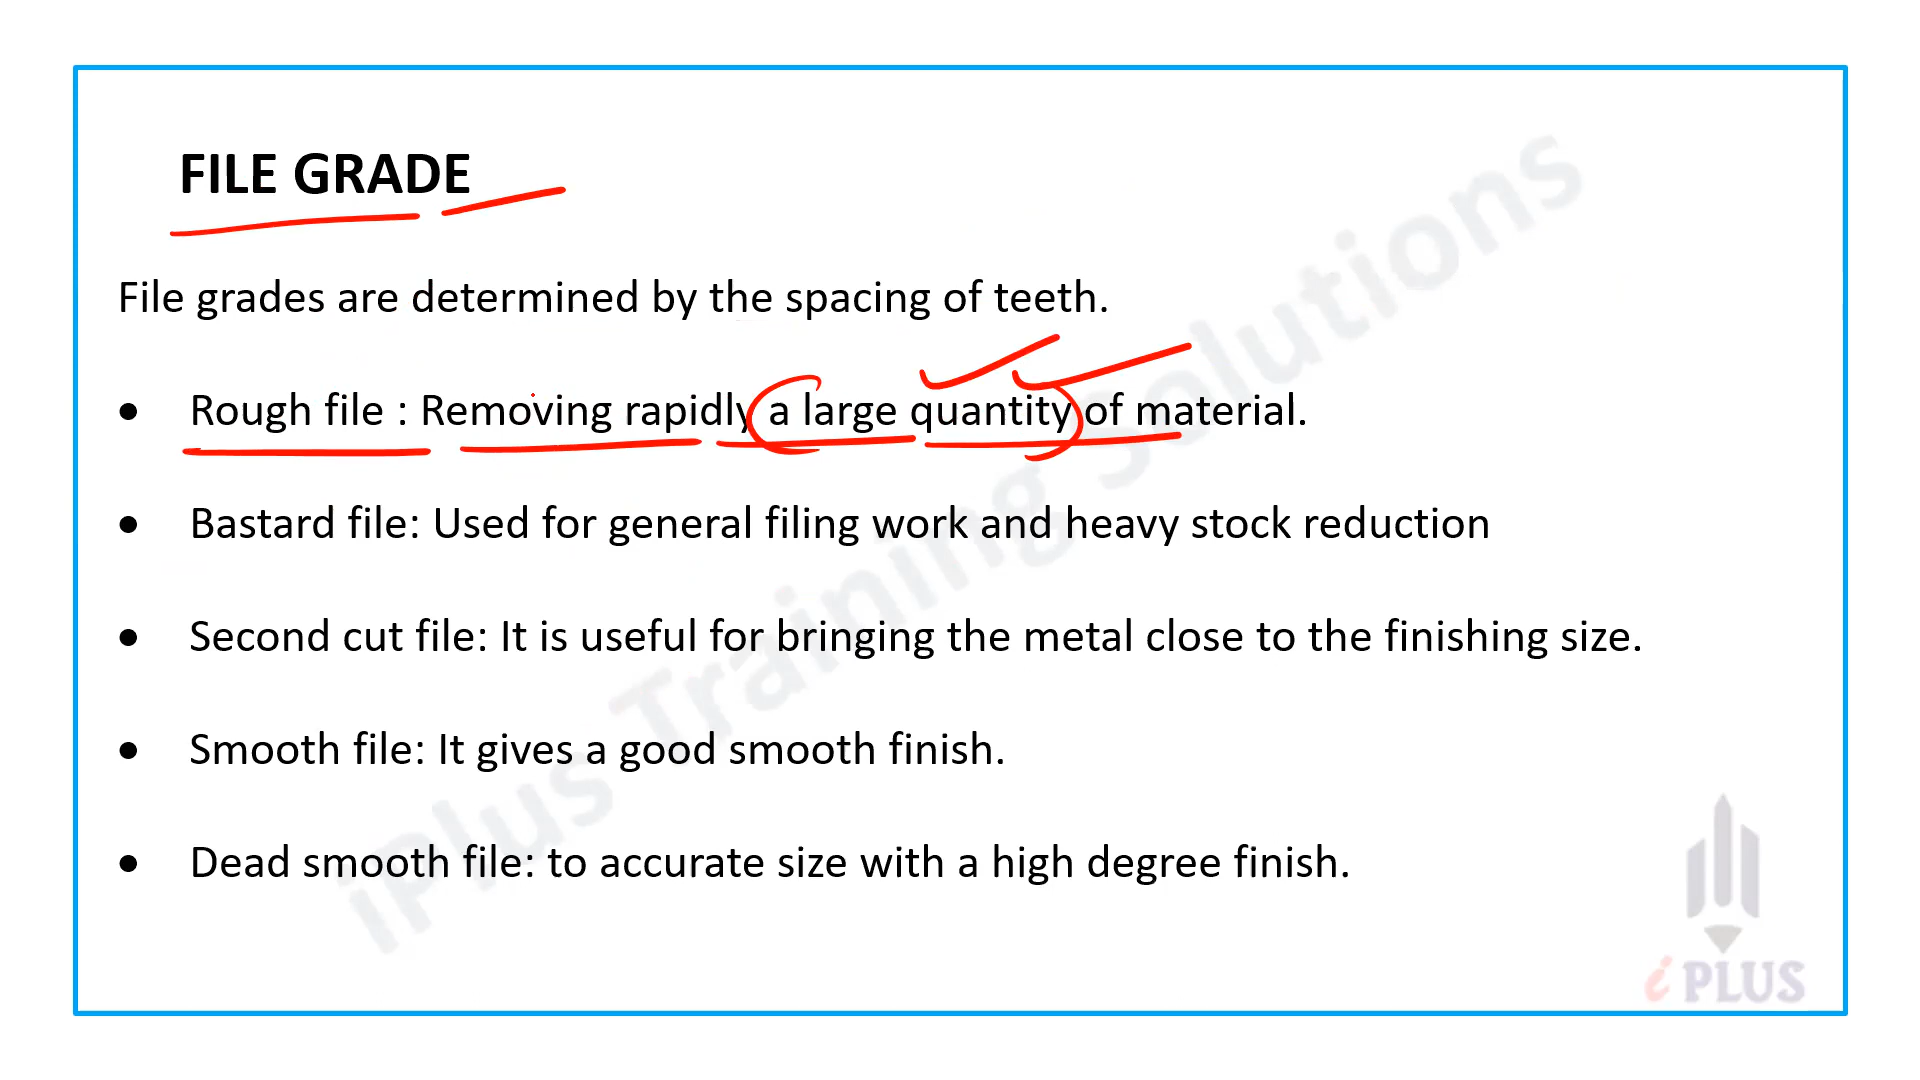 FILE GRADE
File grades are determined by the spacing of teeth.
• Rough file : Removing rapidly a large quantity of material.
• Bastard file: Used for general filing work and heavy stock reduction
• Second cut file: It is useful for bringing the metal close to the finishing size.
• Smooth file: It gives a good smooth finish.
• Dead smooth file: to accurate size with a high degree finish.
iPlus Training Solutions
i PLUS